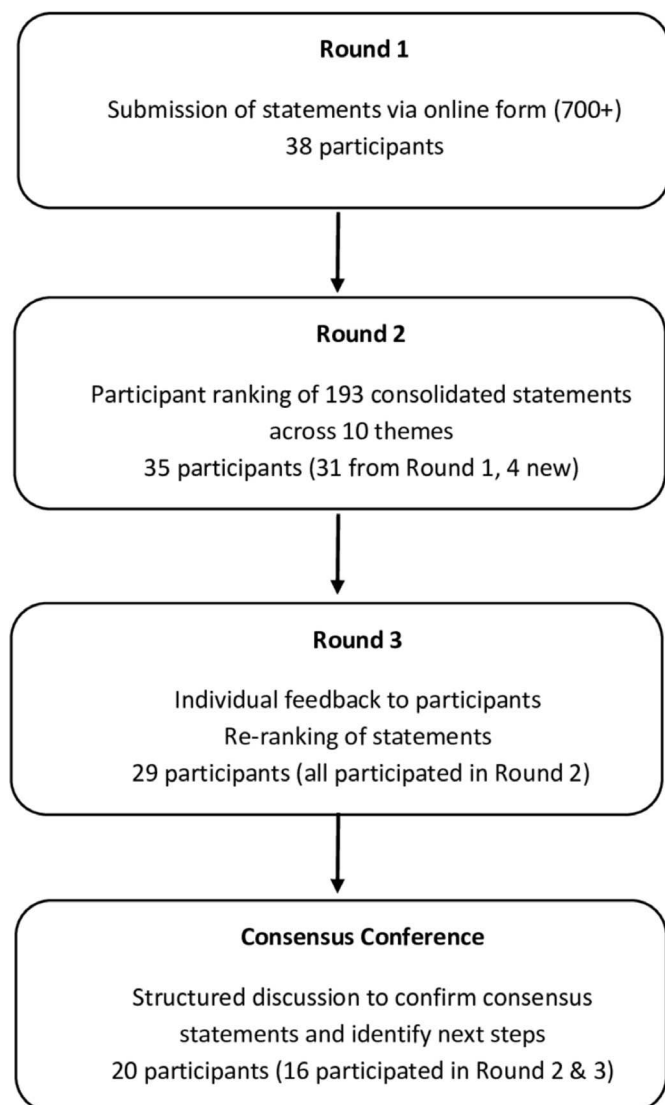 Round 1
Submission of statements via online form (700+)
38 participants
Round 2
Participant ranking of 193 consolidated statements
across 10 themes
35 participants (31 from Round 1, 4 new)
Round 3
Individual feedback to participants
Re-ranking of statements
29 participants (all participated in Round 2)
Consensus Conference
Structured discussion to confirm consensus
statements and identify next steps
20 participants (16 participated in Round 2 & 3)